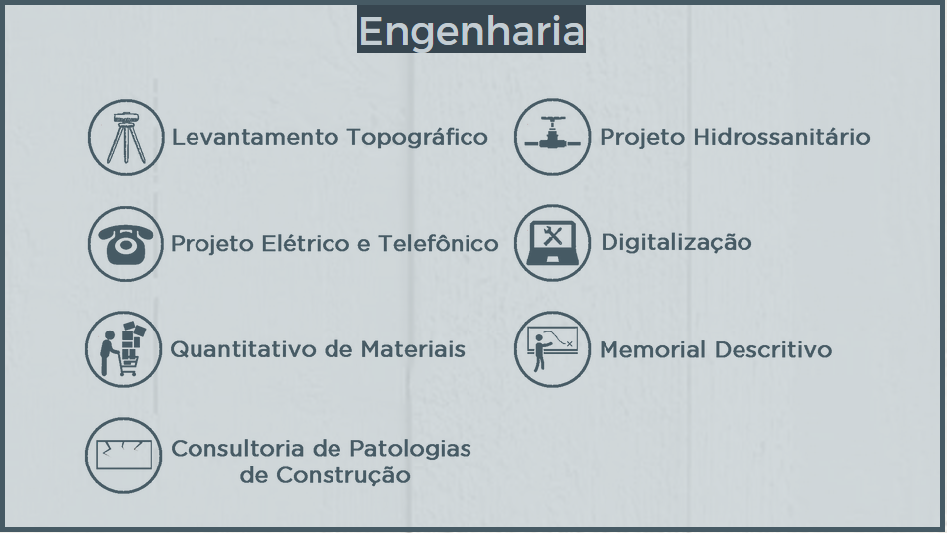 Engenharia
Levantamento Topográfico
Projeto Hidrossanitário
Projeto Elétrico e Telefônico
Digitalização
Quantitativo de Materiais
Memorial Descritivo
Consultoria de Patologias
de Construção